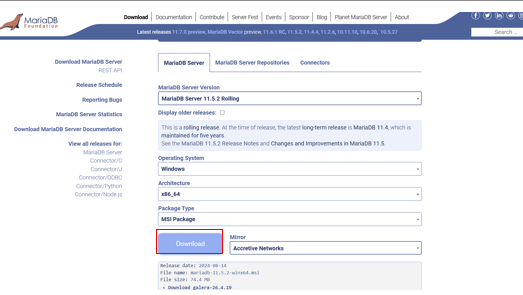 MariaDB
Foundation
Download | Documentation | Contribute | Server Fest | Events | Sponsor | Blog | Planet MariaDB Server | About
Latest releases 11.7.0 preview, MariaDB Vector preview, 11.6.1 RC, 11.5.2, 11.4.4, 11.2.6, 10.11.10, 10.6.20, 10.5.27
Search ...
Download MariaDB Server
REST API
Release Schedule
Reporting Bugs
MariaDB Server Statistics
Download MariaDB Server Documentation
View all releases for:
MariaDB Server
Connector/C
Connector/J
Connector/ODBC
Connector/Python
Connector/Node.js
MariaDB Server
MariaDB Server Repositories
Connectors
MariaDB Server Version
MariaDB Server 11.5.2 Rolling
Display older releases:
This is a rolling release. At the time of release, the latest long-term release is MariaDB 11.4, which is
maintained for five years.
See the MariaDB 11.5.2 Release Notes and Changes and Improvements in MariaDB 11.5.
Operating System
Windows
Architecture
x86_64
Package Type
MSI Package
Download
Mirror
Accretive Networks
Release date: 2024-08-14
File name: mariadb-11.5.2-winx64.msi
File size: 74.4 MB
• Download galera-26.4.19